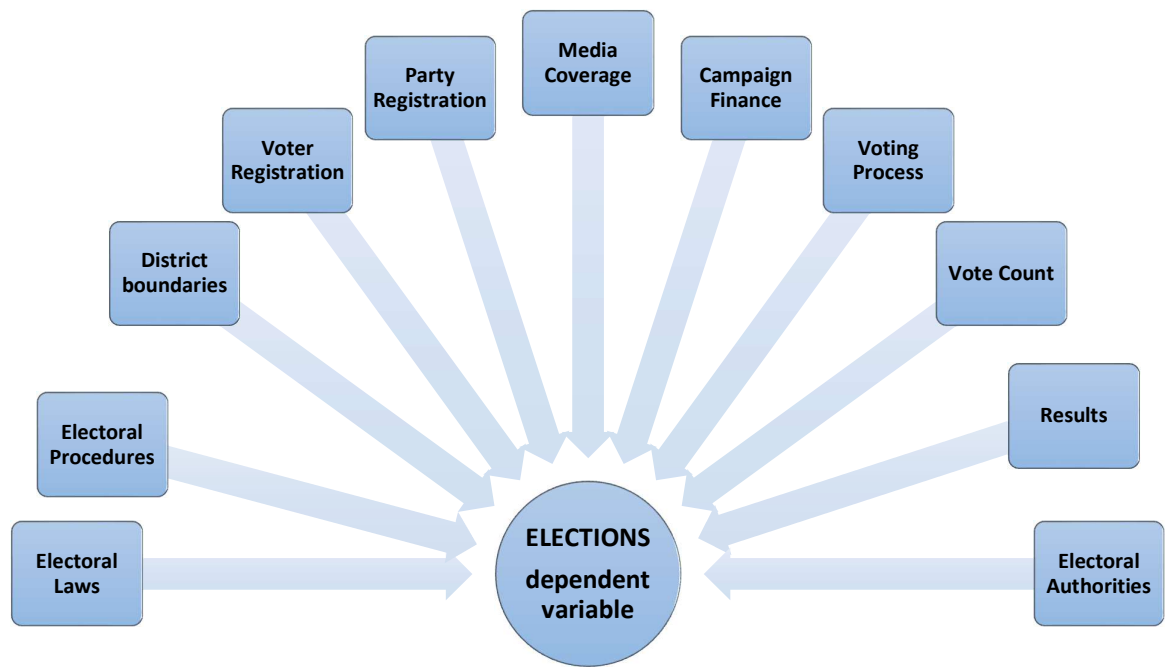 Media
Coverage
Party
Registration
Campaign
Finance
Voter
Registration
Voting
Process
District
boundaries
Vote Count
Electoral
Procedures
Results
Electoral
Laws
ELECTIONS
dependent
variable
Electoral
Authorities